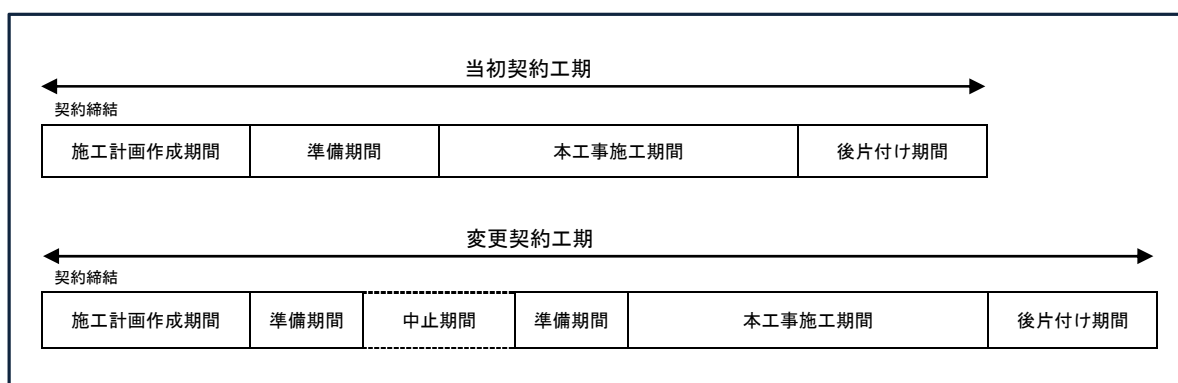 当初契約工期
契約締結
施工計画作成期間 準備期間 本工事施工期間 後片付け期間
変更契約工期
契約締結
施工計画作成期間 準備期間 中止期間 準備期間 本工事施工期間 後片付け期間